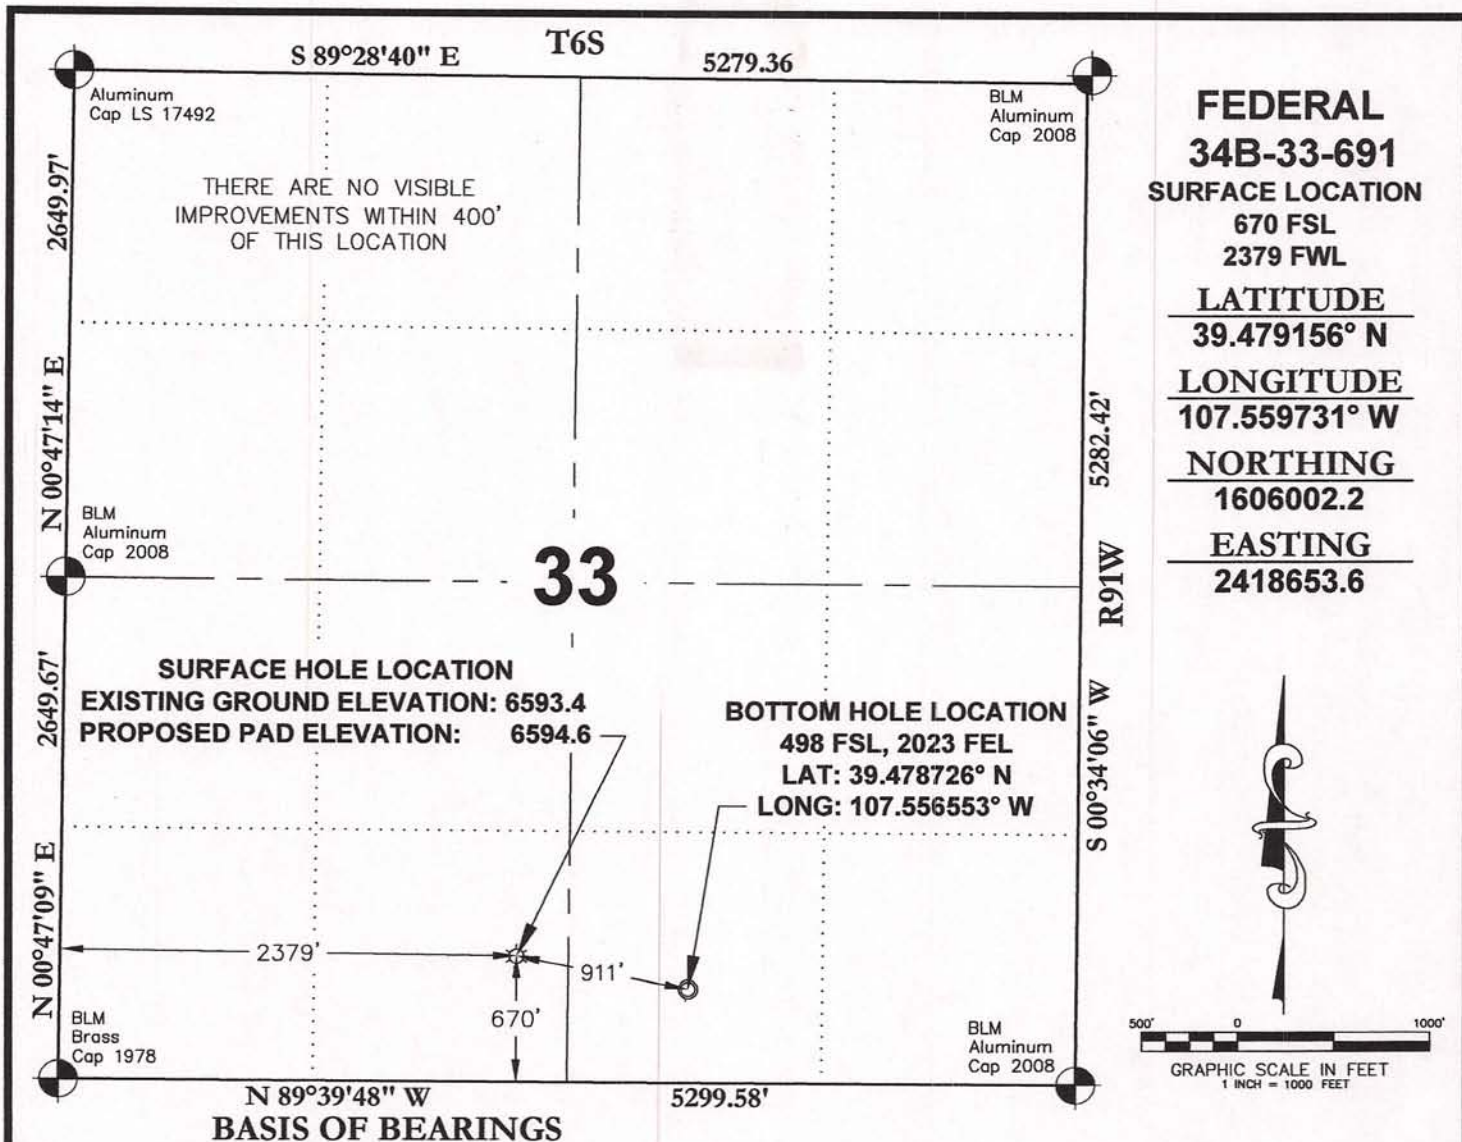 S 89°28'40" E
T6S
5279.36
Aluminum
Cap LS 17492
BLM
Aluminum
Cap 2008
2649.97'
THERE ARE NO VISIBLE
IMPROVEMENTS WITHIN 400'
OF THIS LOCATION
N 00°47'14" E
BLM
Aluminum
Cap 2008
33
5282.42'
R91W
S 00°34'06" W
2649.67'
SURFACE HOLE LOCATION
EXISTING GROUND ELEVATION: 6593.4
PROPOSED PAD ELEVATION: 6594.6
BOTTOM HOLE LOCATION
498 FSL, 2023 FEL
LAT: 39.478726° N
LONG: 107.556553° W
N 00°47'09" E
2379'
911'
670'
BLM
Brass
Cap 1978
BLM
Aluminum
Cap 2008
N 89°39'48" W
5299.58'
BASIS OF BEARINGS
FEDERAL
34B-33-691
SURFACE LOCATION
670 FSL
2379 FWL
LATITUDE
39.479156° N
LONGITUDE
107.559731° W
NORTHING
1606002.2
EASTING
2418653.6
500' 0 1000'
GRAPHIC SCALE IN FEET
1 INCH = 1000 FEET